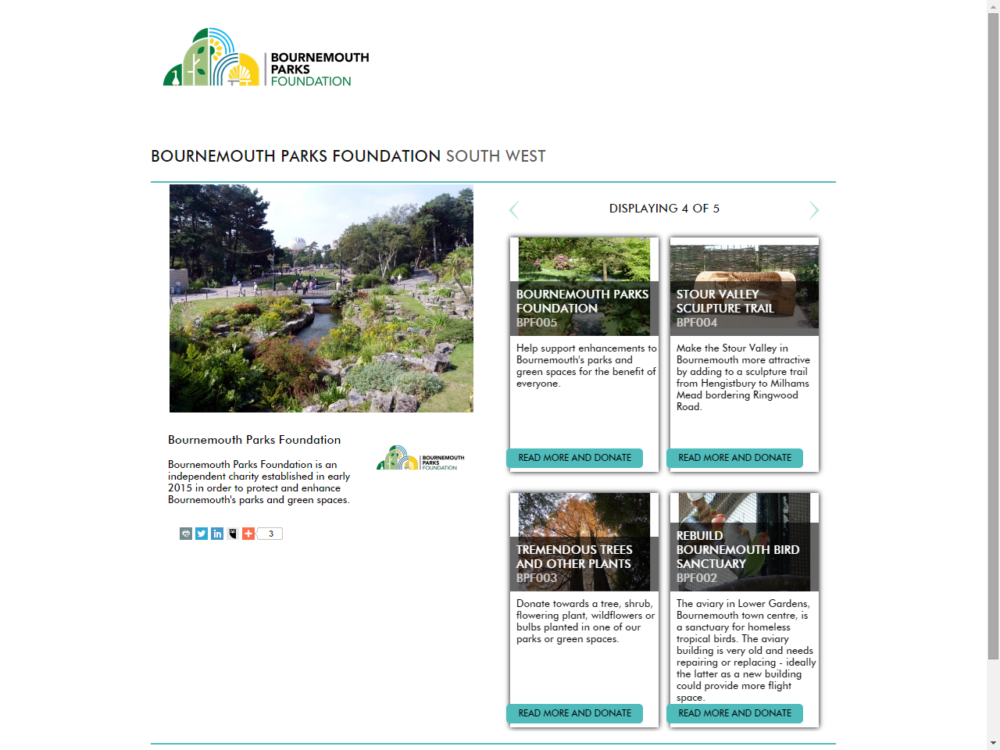 BOURNEMOUTH
PARKS
FOUNDATION
BOURNEMOUTH PARKS FOUNDATION SOUTH WEST
DISPLAYING 4 OF 5
BOURNEMOUTH PARKS
FOUNDATION
BPF005
Help support enhancements to
Bournemouth's parks and
green spaces for the benefit of
everyone.
READ MORE AND DONATE
STOUR VALLEY
SCULPTURE TRAIL
BPF004
Make the Stour Valley in
Bournemouth more attractive
by adding to a sculpture trail
from Hengistbury to Milhams
Mead bordering Ringwood
Road.
READ MORE AND DONATE
Bournemouth Parks Foundation
Bournemouth Parks Foundation is an
independent charity established in early
2015 in order to protect and enhance
Bournemouth's parks and green spaces.
BOURNEMOUTH
PARKS
FOUNDATION
3
TREMENDOUS TREES
AND OTHER PLANTS
BPF003
Donate towards a tree, shrub,
flowering plant, wildflowers or
bulbs planted in one of our
parks or green spaces.
READ MORE AND DONATE
REBUILD
BOURNEMOUTH BIRD
SANCTUARY
BPF002
The aviary in Lower Gardens,
Bournemouth town centre, is
a sanctuary for homeless
tropical birds. The aviary
building is very old and needs
repairing or replacing - ideally
the latter as a new building
could provide more flight
space.
READ MORE AND DONATE